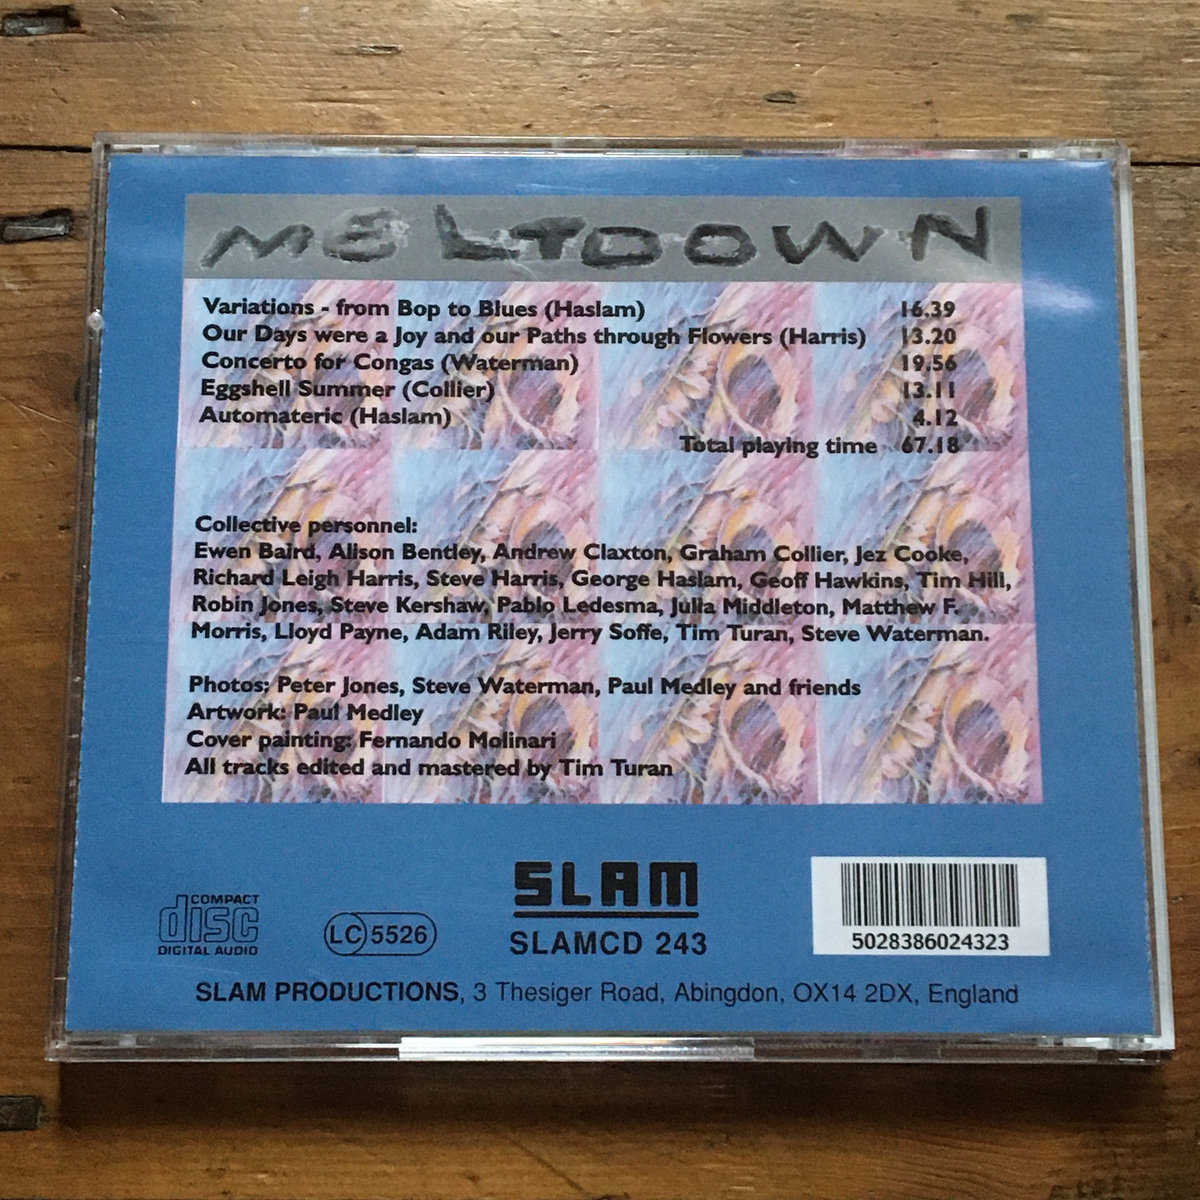 MELTDOWN
Variations - from Bop to Blues (Haslam) 16.39
Our Days were a Joy and our Paths through Flowers (Harris) 13.20
Concerto for Congas (Waterman) 19.56
Eggshell Summer (Collier) 13.11
Automateric (Haslam) 4.12
Total playing time 67.18
Collective personnel:
Ewen Baird, Alison Bentley, Andrew Claxton, Graham Collier, Jez Cooke,
Richard Leigh Harris, Steve Harris, George Haslam, Geoff Hawkins, Tim Hill,
Robin Jones, Steve Kershaw, Pablo Ledesma, Julia Middleton, Matthew F.
Morris, Lloyd Payne, Adam Riley, Jerry Soffe, Tim Turan, Steve Waterman.
Photos: Peter Jones, Steve Waterman, Paul Medley and friends
Artwork: Paul Medley
Cover painting: Fernando Molinari
All tracks edited and mastered by Tim Turan
COMPACT
disc
DIGITAL AUDIO
LC 5526
SLAM
SLAMCD 243
5028386024323
SLAM PRODUCTIONS, 3 Thesiger Road, Abingdon, OX14 2DX, England